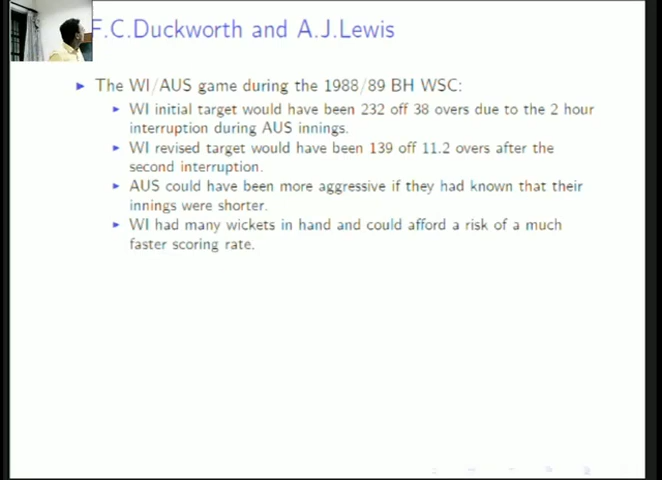 F.C.Duckworth and A.J.Lewis
The WI/AUS game during the 1988/89 BH WSC:
WI initial target would have been 232 off 38 overs due to the 2 hour
interruption during AUS innings.
WI revised target would have been 139 off 11.2 overs after the
second interruption.
AUS could have been more aggressive if they had known that their
innings were shorter.
WI had many wickets in hand and could afford a risk of a much
faster scoring rate.